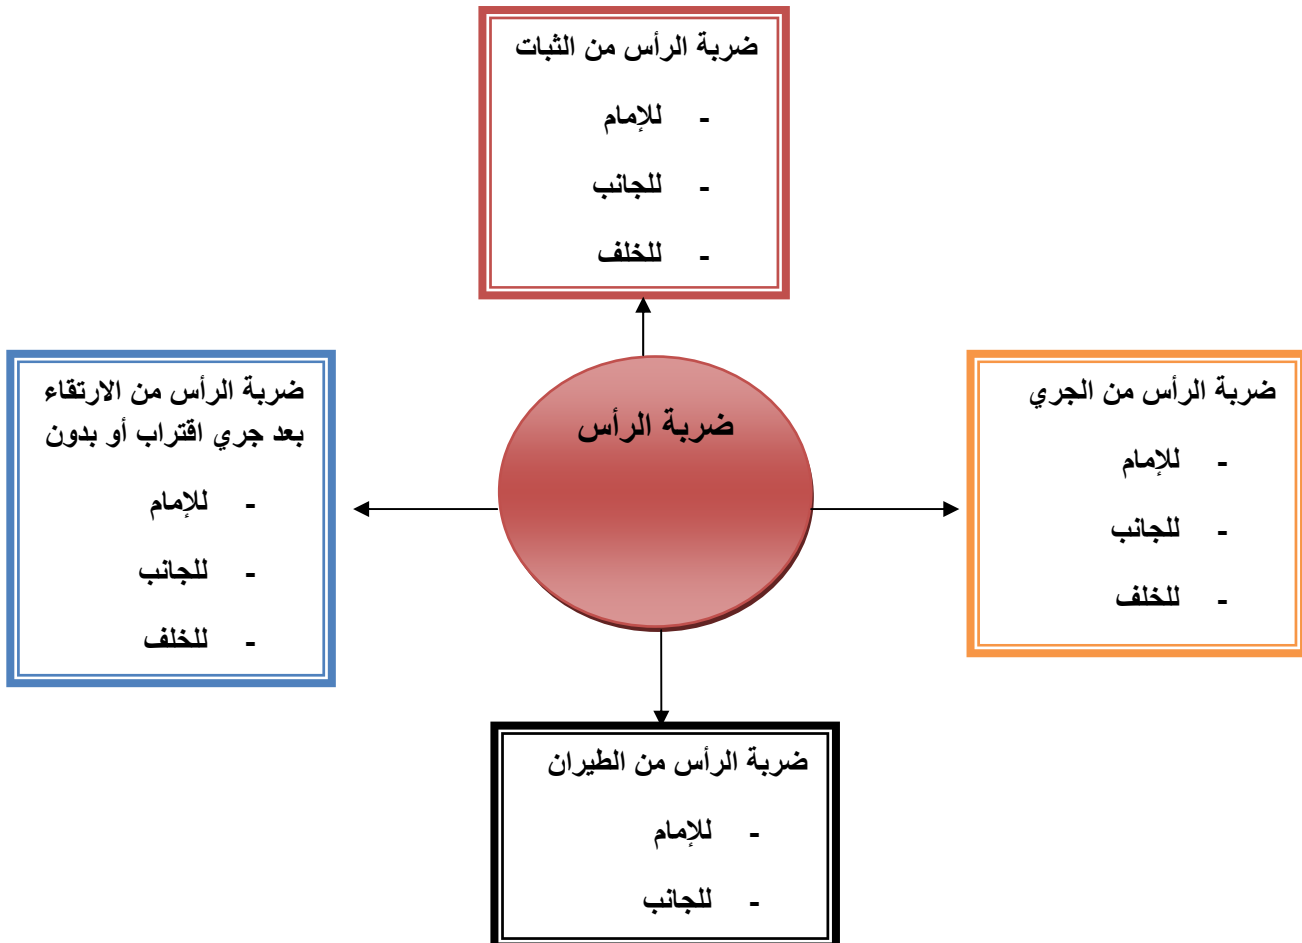 ضربة الرأس من الثبات
- للإمام
- للجانب
- للخلف
ضربة الرأس
ضربة الرأس من الجري
- للإمام
- للجانب
- للخلف
ضربة الرأس من الارتقاء
بعد جري اقتراب أو بدون
- للإمام
- للجانب
- للخلف
ضربة الرأس من الطيران
- للإمام
- للجانب